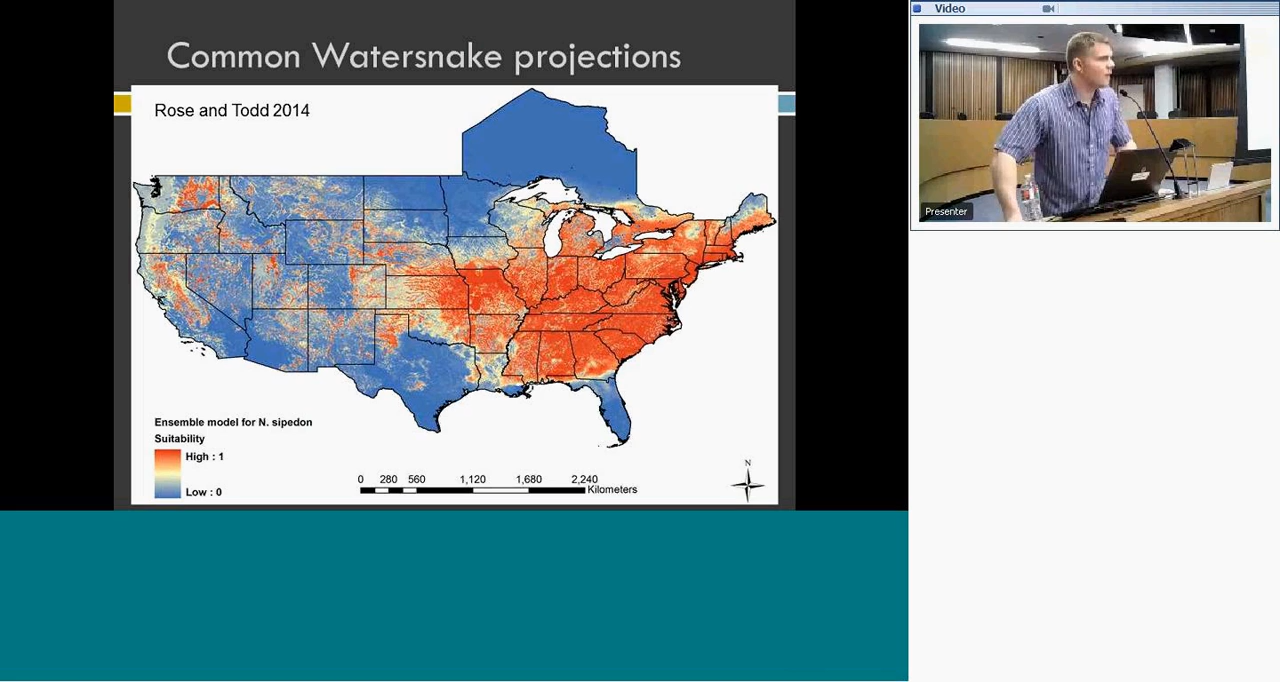 Common Watersnake projections
Rose and Todd 2014
Ensemble model for N. sipedon
Suitability
High : 1
Low : 0
0 280 560 1,120 1,680 2,240
Kilometers
N
Video
Presenter